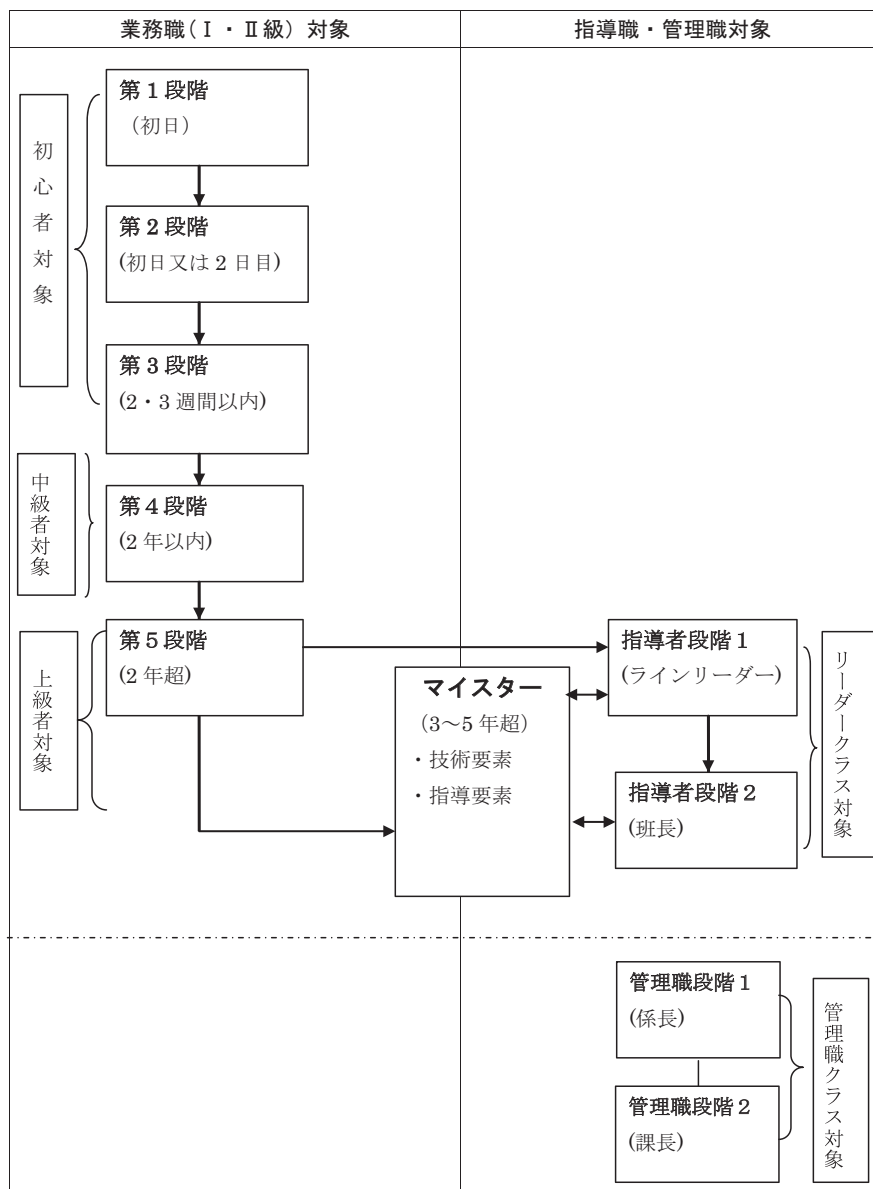 業務職(Ⅰ・Ⅱ級)対象
指導職・管理職対象
初心者対象
第1段階
(初日)
第2段階
(初日又は2日目)
第3段階
(2・3週間以内)
中級者対象
第4段階
(2年以内)
上級者対象
第5段階
(2年超)
マイスター
(3~5年超)
・技術要素
・指導要素
指導者段階1
(ラインリーダー)
指導者段階2
(班長)
リーダークラス対象
管理職段階1
(係長)
管理職段階2
(課長)
管理職クラス対象